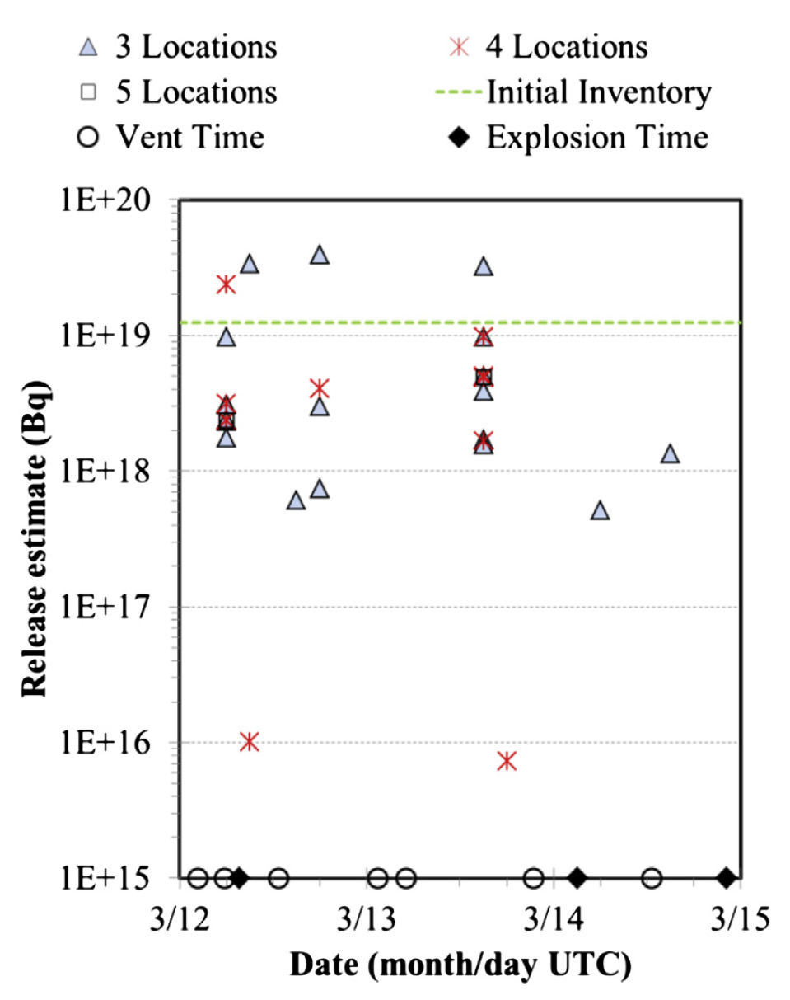 3 Locations
4 Locations
5 Locations
Initial Inventory
Vent Time
Explosion Time
1E+20
1E+19
1E+18
1E+17
1E+16
1E+15
Release estimate (Bq)
3/12
3/13
3/14
3/15
Date (month/day UTC)